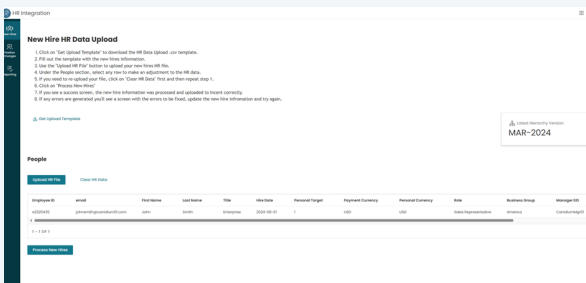 HR Integration
New Hires
Position Changes
Reporting
New Hire HR Data Upload
1. Click on "Get Upload Template" to download the HR Data Upload .csv template.
2. Fill out the template with the new hires information.
3. Use the "Upload HR File" button to upload your new hires HR file.
4. Under the People section, select any row to make an adjustment to the HR data.
5. If you need to re-upload your file, click on "Clear HR Data" first and then repeat step 1.
6. Click on "Process New Hires"
7. If you see a success screen, the new hire information was processed and uploaded to Incent correctly.
8. If any errors are generated you'll see a screen with the errors to be fixed, update the new hire infromation and try again.
Get Upload Template
Latest Hierarchy Version
MAR-2024
People
Upload HR File Clear HR Data
Employee ID email First Name Last Name Title Hire Date Personal Target Payment Currency Personal Currency Role Business Group Manager EID
John Smith Enterprise 1 USD USD Sales Representative America
1 - 1 of 1
Process New Hires